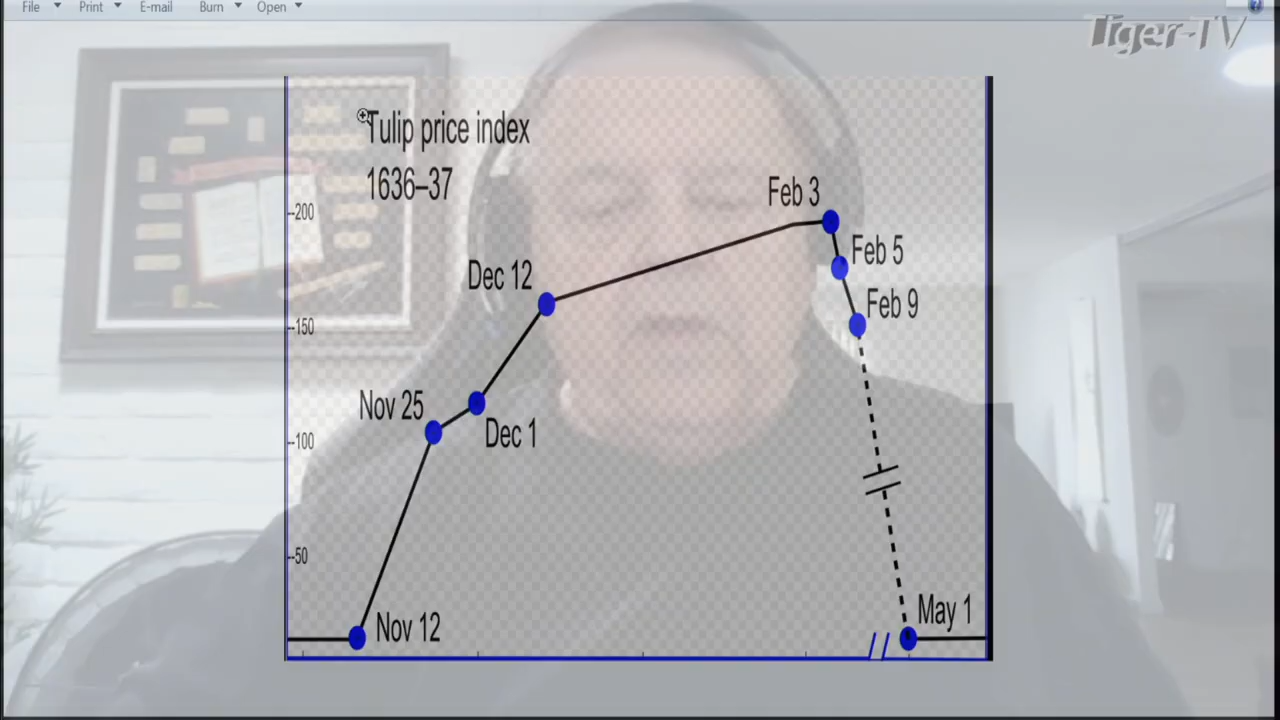 File Print E-mail Burn Open
Tiger-TV
Tulip price index
1636–37
Feb 3
200
Feb 5
Dec 12
Feb 9
150
Nov 25
Dec 1
100
50
May 1
Nov 12